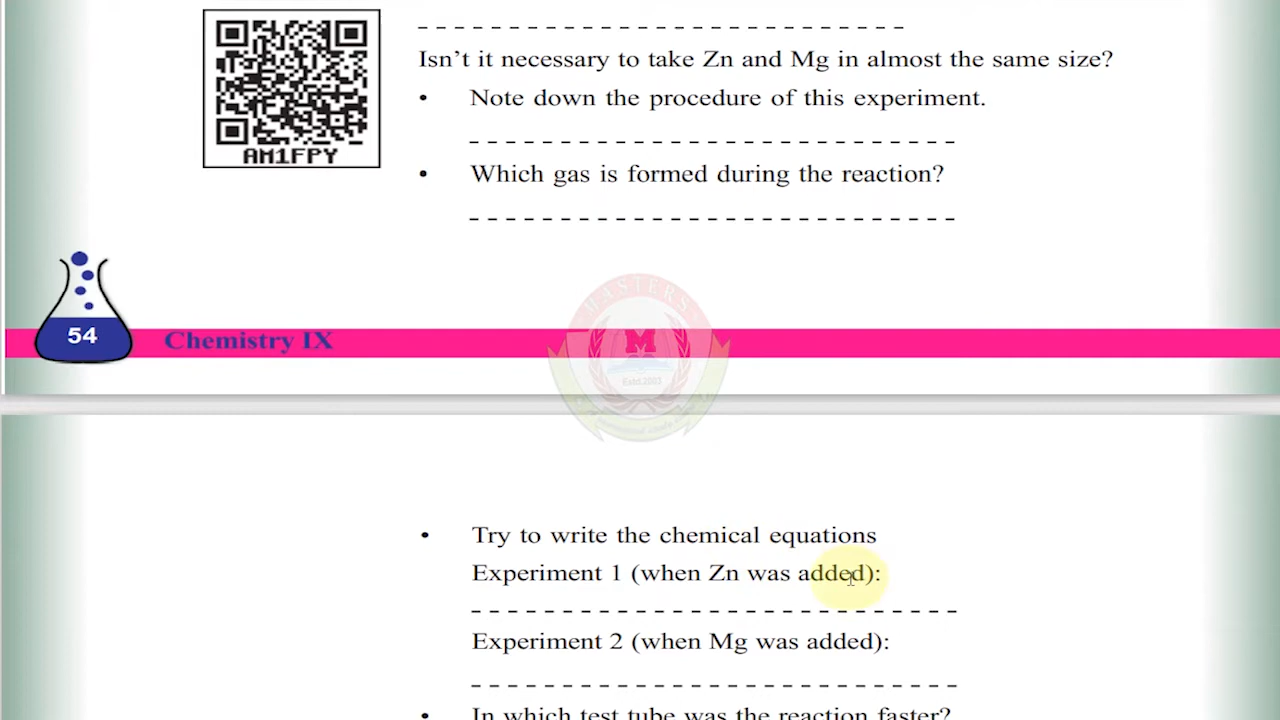 AM1FPY
Isn't it necessary to take Zn and Mg in almost the same size?
• Note down the procedure of this experiment.
• Which gas is formed during the reaction?
54
Chemistry IX
MASTERS
M
Estd.2003
• Try to write the chemical equations
Experiment 1 (when Zn was added):
Experiment 2 (when Mg was added):
• In which test tube was the reaction faster?